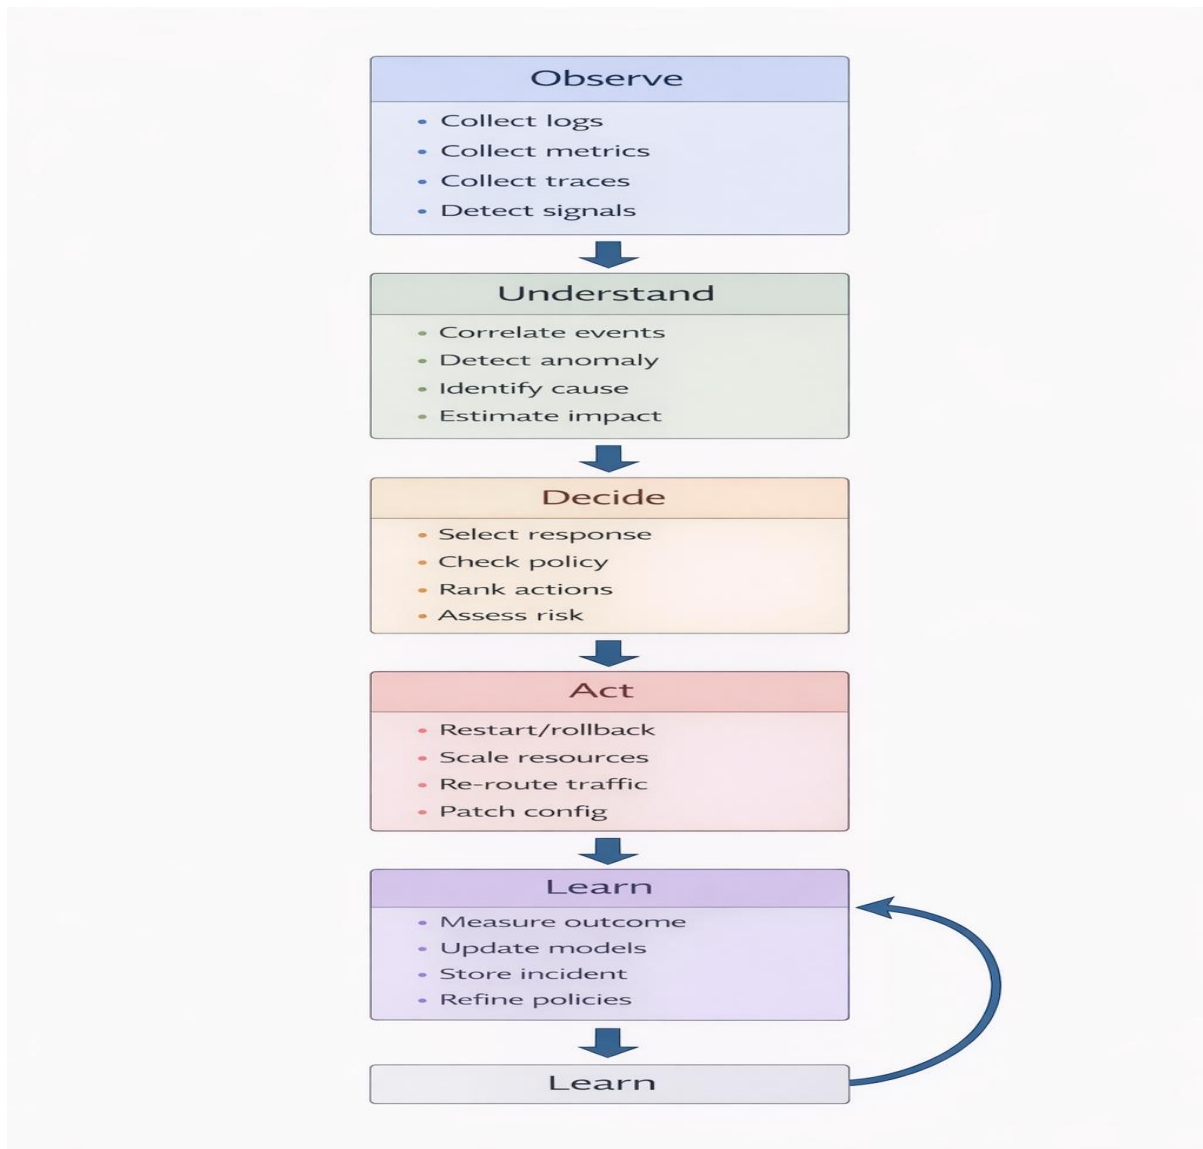 Observe
• Collect logs
• Collect metrics
• Collect traces
• Detect signals
Understand
• Correlate events
• Detect anomaly
• Identify cause
• Estimate impact
Decide
• Select response
• Check policy
• Rank actions
• Assess risk
Act
• Restart/rollback
• Scale resources
• Re-route traffic
• Patch config
Learn
• Measure outcome
• Update models
• Store incident
• Refine policies
Learn